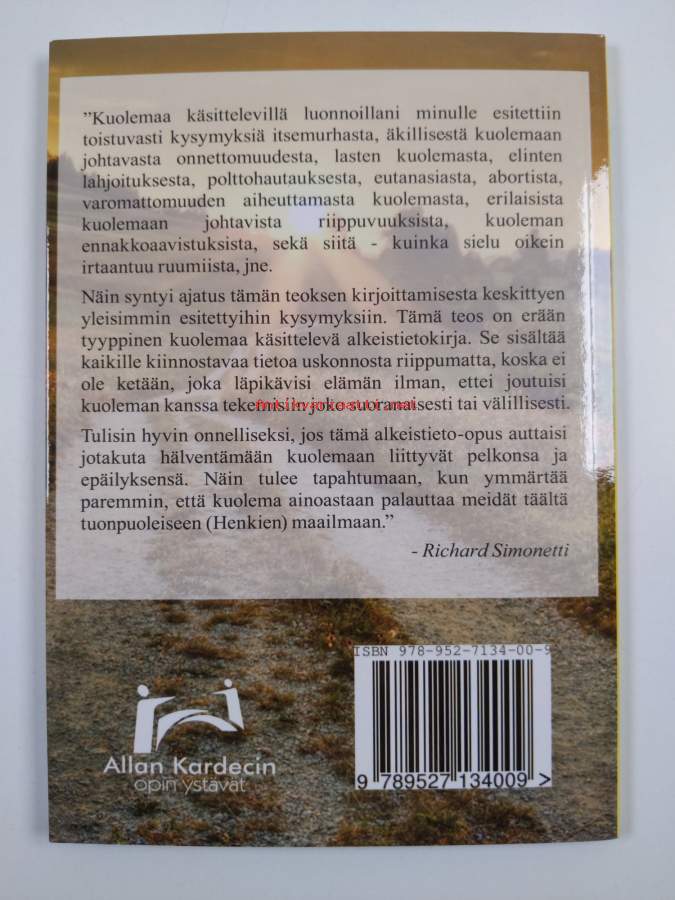 ”Kuolemaa käsittelevillä luonnoillani minulle esitettiin
toistuvasti kysymyksiä itsemurhasta, äkillisestä kuolemaan
johtavasta onnettomuudesta, lasten kuolemasta, elinten
lahjoituksesta, polttohautauksesta, eutanasiasta, abortista,
varomattomuuden aiheuttamasta kuolemasta, erilaisista
kuolemaan johtavista riippuvuuksista, kuoleman
ennakkoaavistuksista, sekä siitä - kuinka sielu oikein
irtaantuu ruumiista, jne.
Näin syntyi ajatus tämän teoksen kirjoittamisesta keskittyen
yleisimmin esitettyihin kysymyksiin. Tämä teos on erään
tyyppinen kuolemaa käsittelevä alkeistietokirja. Se sisältää
kaikille kiinnostavaa tietoa uskonnosta riippumatta, koska ei
ole ketään, joka läpikävisi elämän ilman, ettei joutuisi
kuoleman kanssa tekemisiin joko suoranaisesti tai välillisesti.
Tulisin hyvin onnelliseksi, jos tämä alkeistieto-opus auttaisi
jotakuta hälventämään kuolemaan liittyvät pelkonsa ja
epäilyksensä. Näin tulee tapahtumaan, kun ymmärtää
paremmin, että kuolema ainoastaan palauttaa meidät täältä
tuonpuoleiseen (Henkien) maailmaan.”
- Richard Simonetti
ISBN 978-952-7134-00-9
9 789527 134009 >
Allan Kardecin
opin ystävät